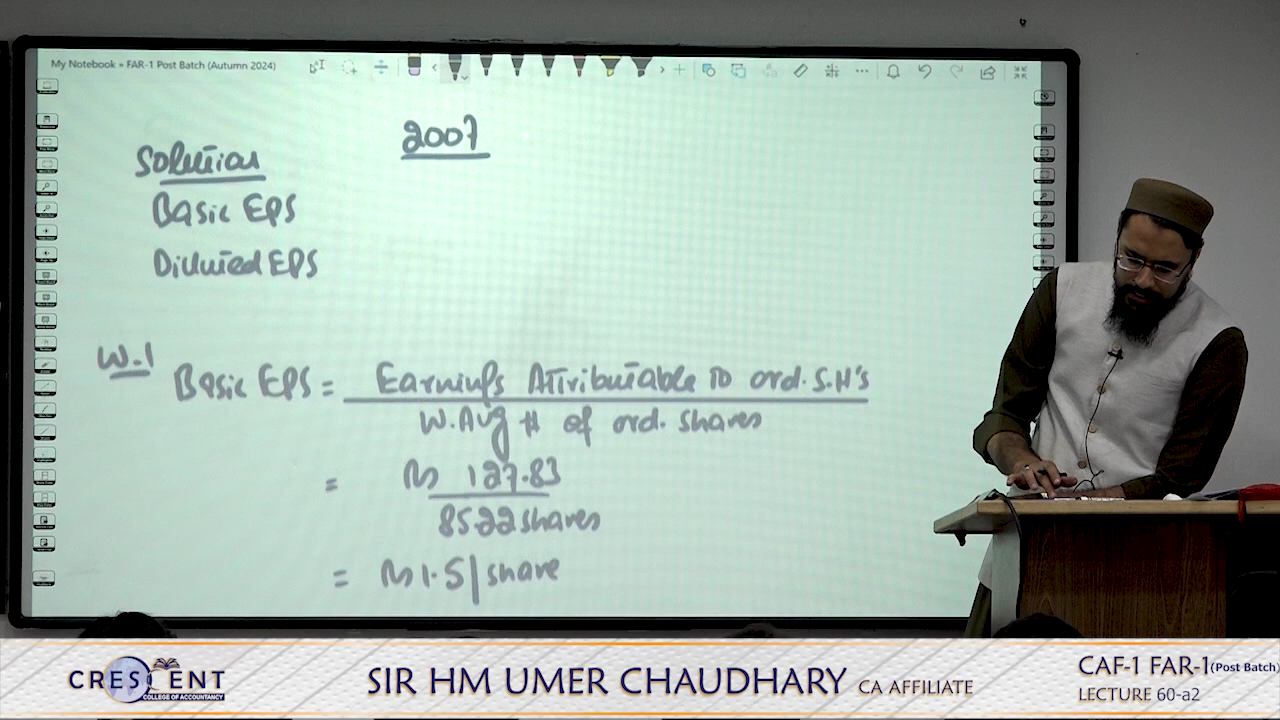 My Notebook » FAR-1 Post Batch (Autumn 2024)
2007
Solution
Basic EPS
Diluted EPS
W.1
Basic EPS = Earnings Attributable to ord. S.H's
W.Avg # of ord. shares
= Rs 127.83
8522 shares
= Rs 1.5/share
CRESCENT
COLLEGE OF ACCOUNTANCY
SIR HM UMER CHAUDHARY CA AFFILIATE
CAF-1 FAR-1 (Post Batch)
LECTURE 60-a2